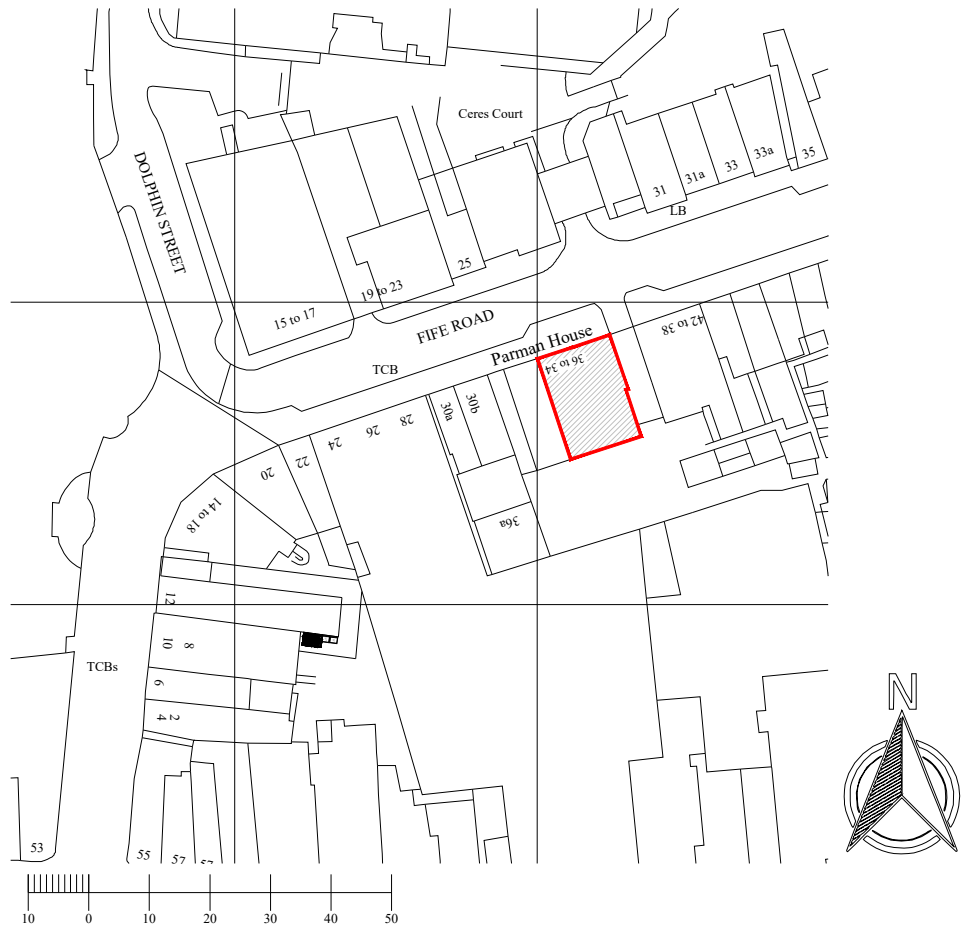 Ceres Court
DOLPHIN STREET
31
31a
33
33a
35
LB
25
19 to 23
15 to 17
FIFE ROAD
Parman House
42 to 38
36 to 34
TCB
30a
30b
28
26
24
22
20
14 to 18
36a
12
10
8
TCBs
6
4
2
53
55
57
N
10 0 10 20 30 40 50